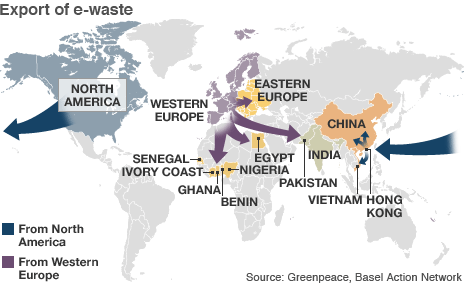 Export of e-waste
NORTH
AMERICA
WESTERN
EUROPE
EASTERN
EUROPE
CHINA
SENEGAL
IVORY COAST
GHANA
BENIN
NIGERIA
EGYPT
INDIA
PAKISTAN
VIETNAM
HONG
KONG
From North
America
From Western
Europe
Source: Greenpeace, Basel Action Network